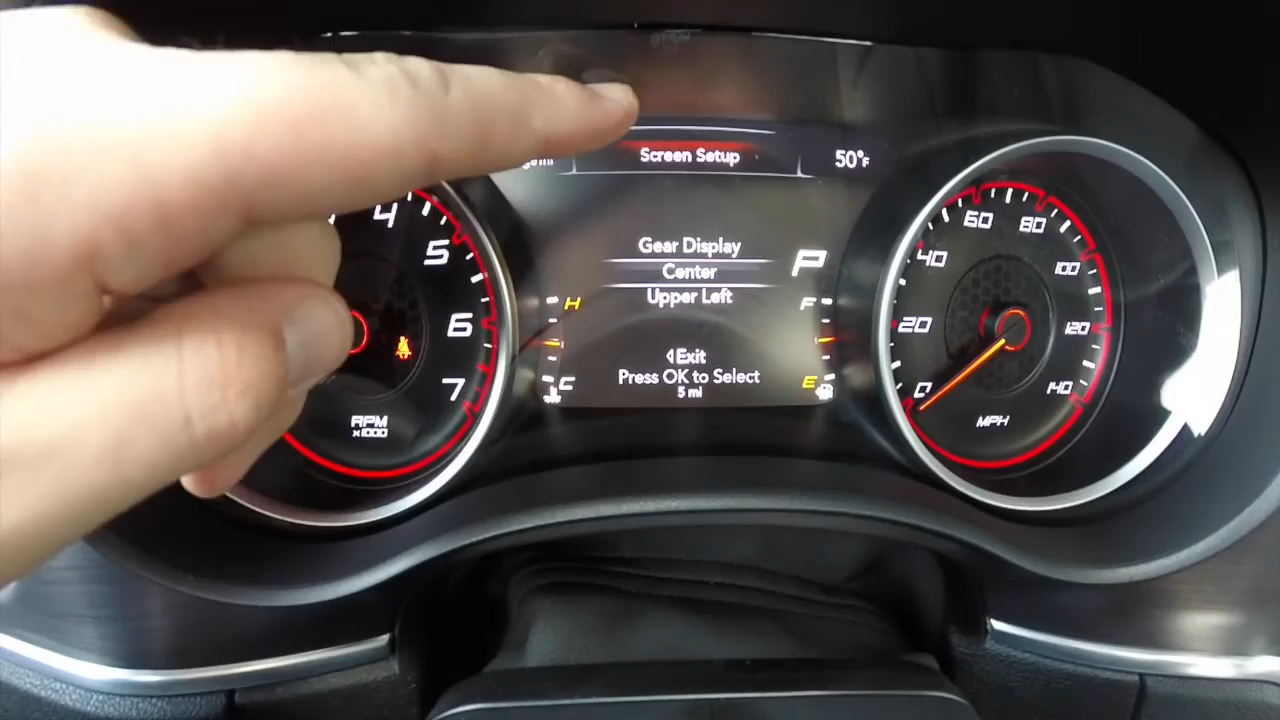 Screen Setup
50°F
Gear Display
Center
Upper Left
P
Exit
Press OK to Select
5 mi
H
C
F
E
4
5
6
7
RPM
x1000
0
20
40
60
80
100
120
140
MPH